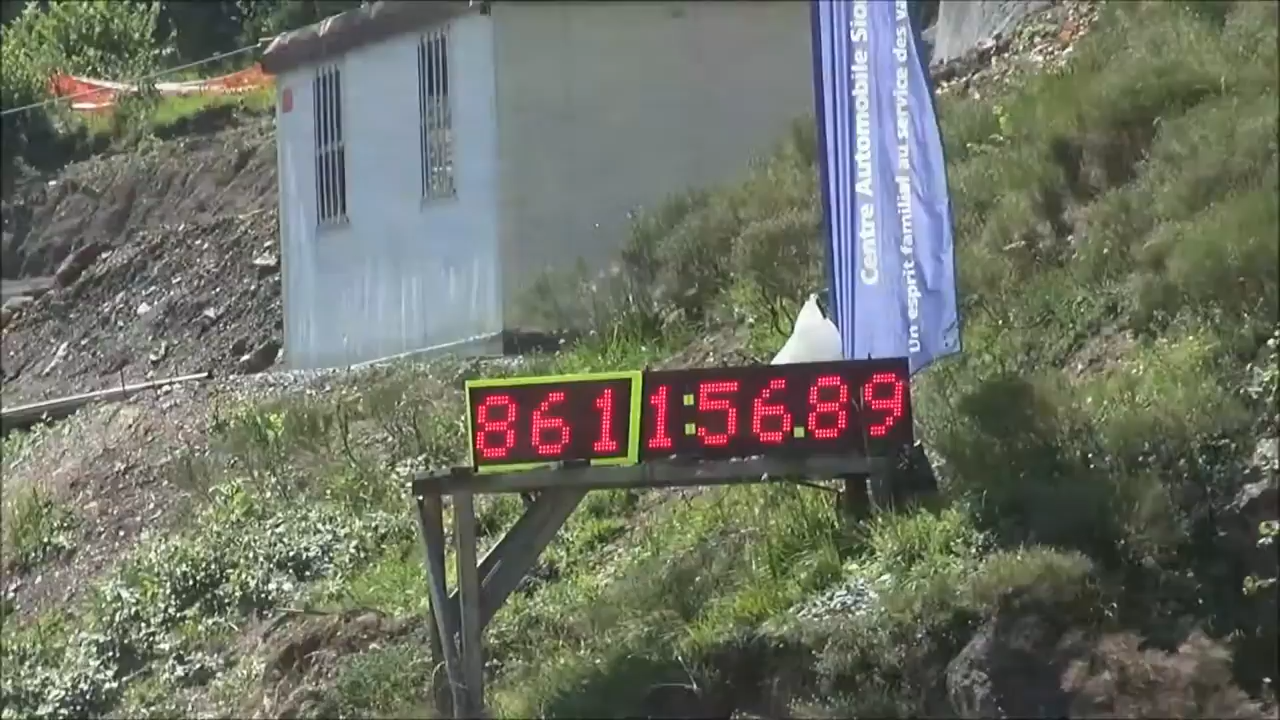 Centre Automobile Sion
Un esprit familial au service des
861 1:56.89